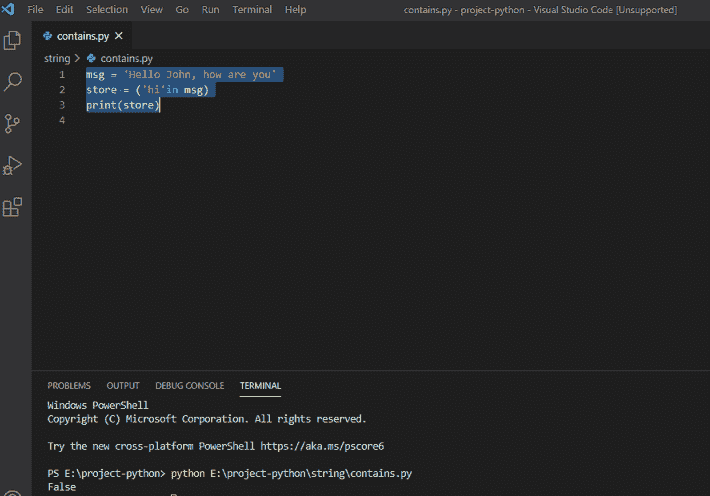 File Edit Selection View Go Run Terminal Help contains.py - project-python - Visual Studio Code [Unsupported]
contains.py
string > contains.py
1 msg = 'Hello John, how are you'
2 store = ('hi'in msg)
3 print(store)
4
PROBLEMS OUTPUT DEBUG CONSOLE TERMINAL
Windows PowerShell
Copyright (C) Microsoft Corporation. All rights reserved.
Try the new cross-platform PowerShell https://aka.ms/pscore6
PS E:\project-python> python E:\project-python\string\contains.py
False